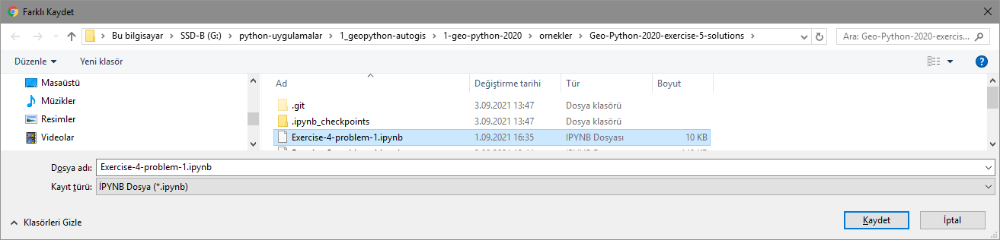 Farklı Kaydet
Bu bilgisayar > SSD-B (G:) > python-uygulamalar > 1_geopython-autogis > 1-geo-python-2020 > ornekler > Geo-Python-2020-exercise-5-solutions >
Ara: Geo-Python-2020-exercis...
Düzenle
Yeni klasör
Masaüstü
Müzikler
Resimler
Videolar
Ad Değiştirme tarihi Tür Boyut
.git 3.09.2021 13:47 Dosya klasörü
.ipynb_checkpoints 3.09.2021 13:47 Dosya klasörü
Exercise-4-problem-1.ipynb 1.09.2021 16:35 IPYNB Dosyası 10 KB
Dosya adı: Exercise-4-problem-1.ipynb
Kayıt türü: İPYNB Dosya (*.ipynb)
Klasörleri Gizle
Kaydet
İptal